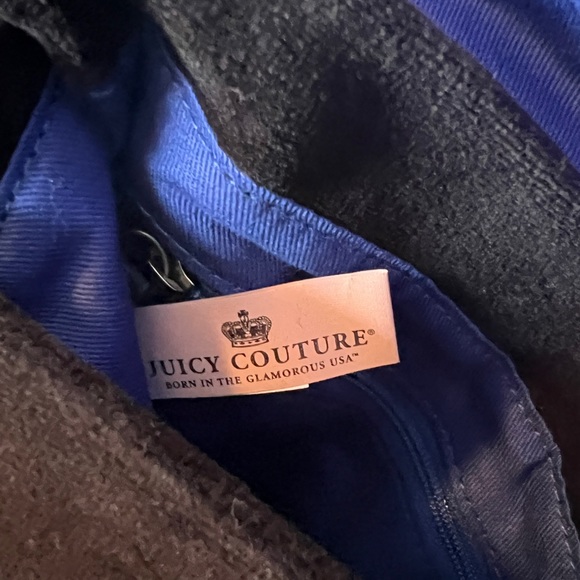 JUICY COUTURE®
BORN IN THE GLAMOROUS USA™